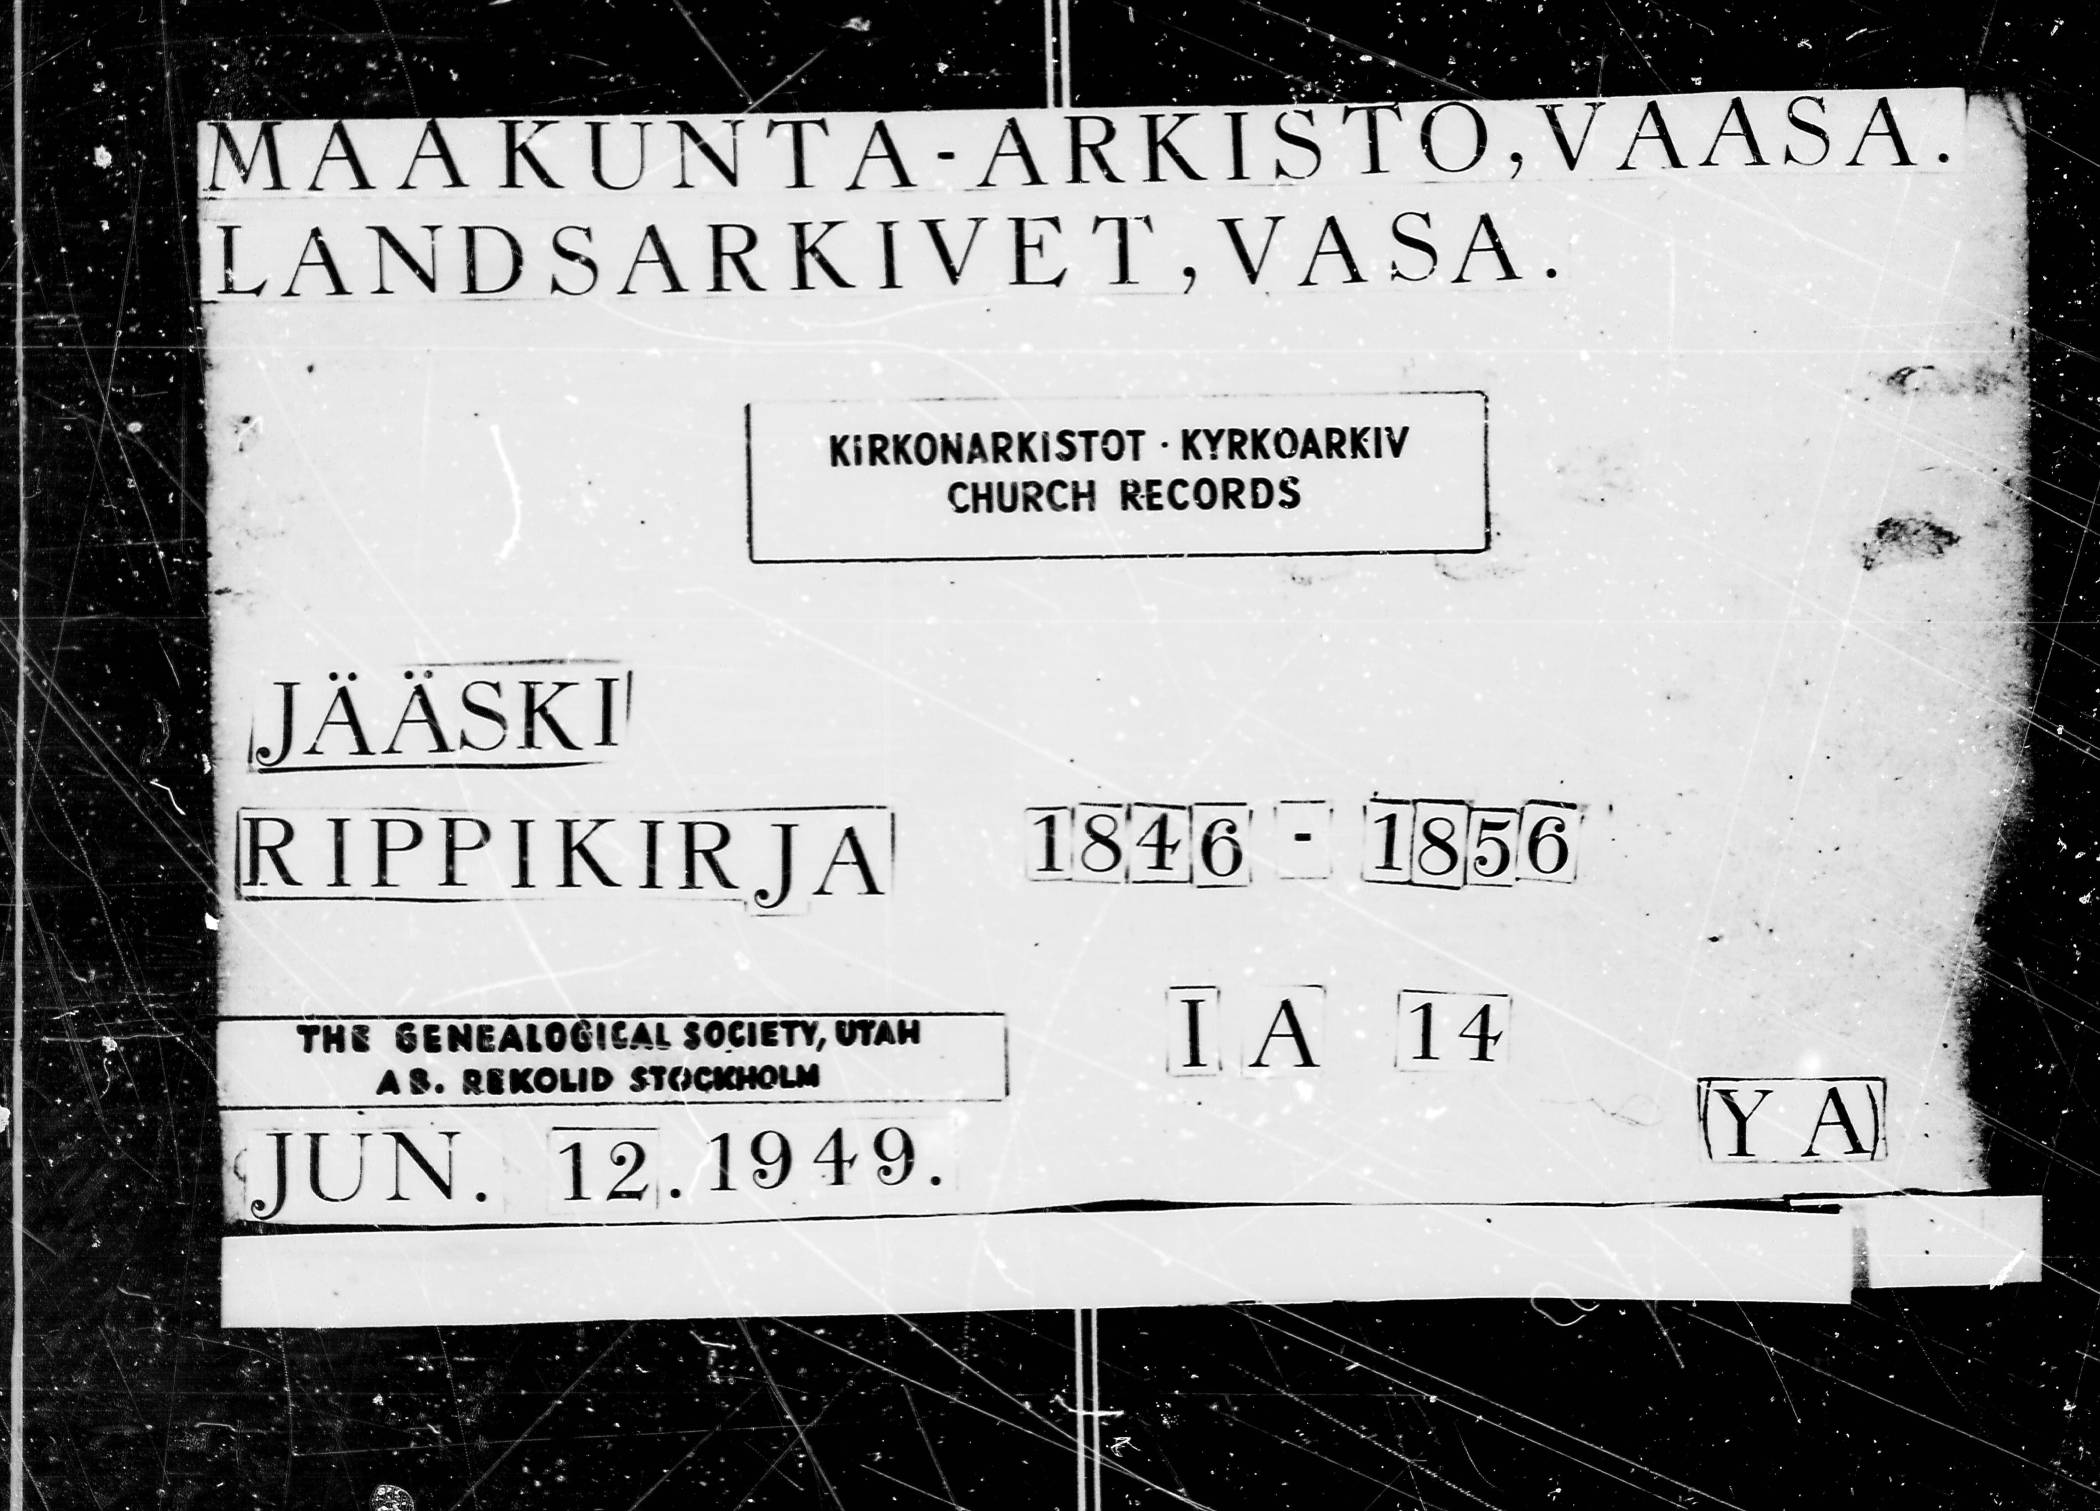 MAAKUNTA-ARKISTO, VAASA.
LANDSARKIVET, VASA.
KIRKONARKISTOT · KYRKOARKIV
CHURCH RECORDS
JÄÄSKI
RIPPIKIRJA 1846 - 1856
I A 14
THE GENEALOGICAL SOCIETY, UTAH
AB. REKOLID STOCKHOLM
(Y A)
JUN. 12. 1949.